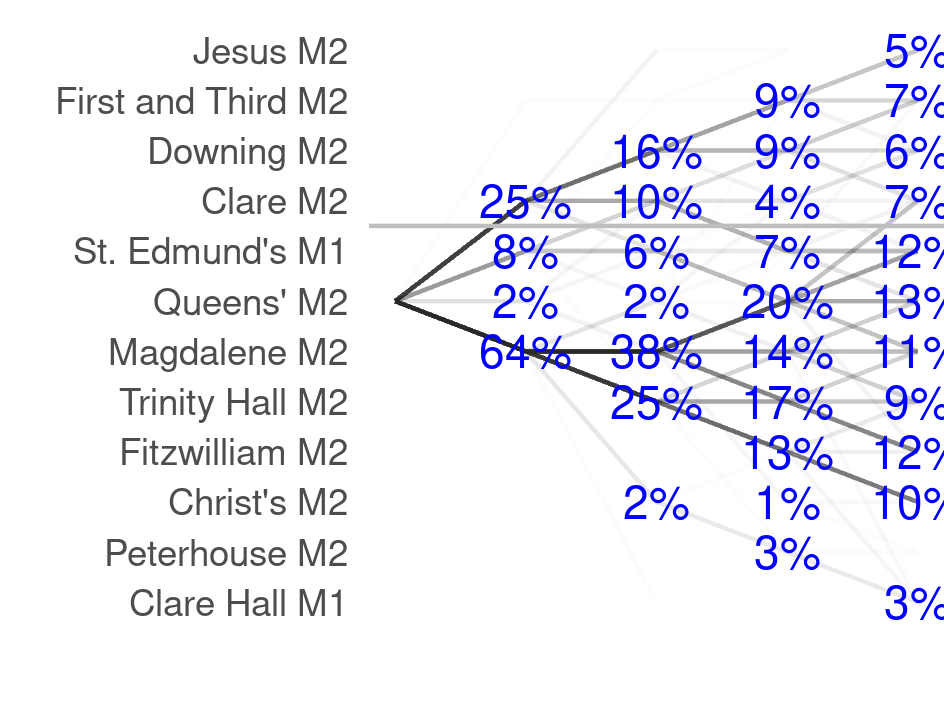 Jesus M2 5%
First and Third M2 9% 7%
Downing M2 16% 9% 6%
Clare M2 25% 10% 4% 7%
St. Edmund's M1 8% 6% 7% 12%
Queens' M2 2% 2% 20% 13%
Magdalene M2 64% 38% 14% 11%
Trinity Hall M2 25% 17% 9%
Fitzwilliam M2 13% 12%
Christ's M2 2% 1% 10%
Peterhouse M2 3%
Clare Hall M1 3%